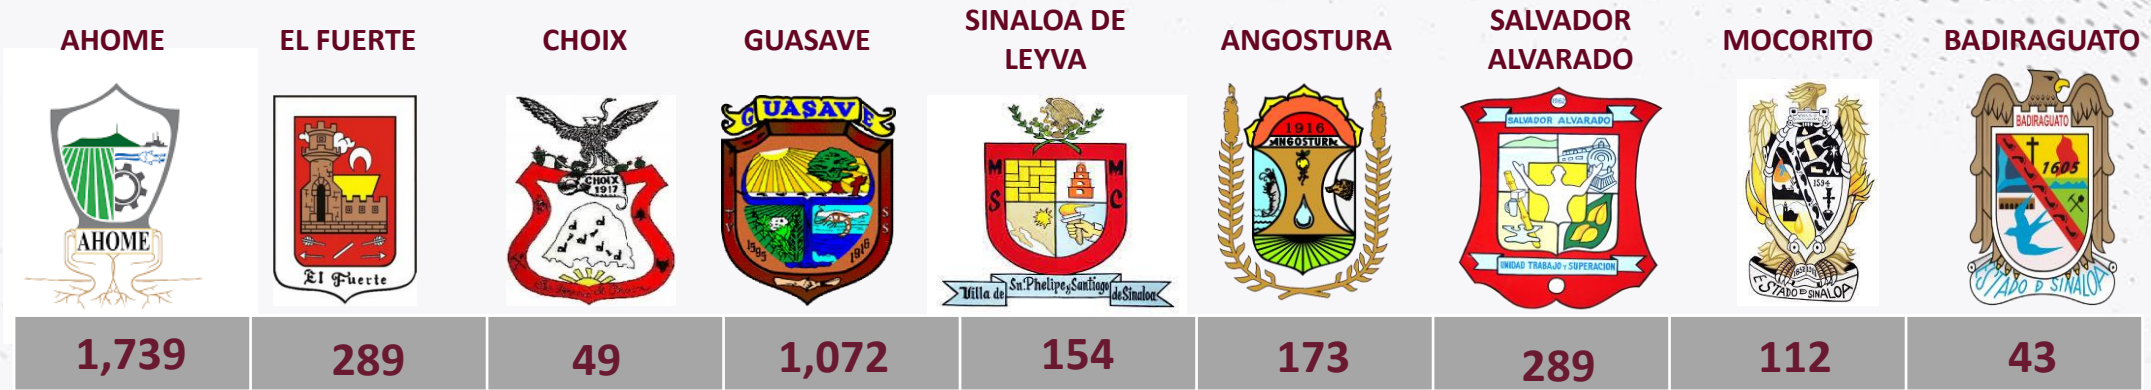 AHOME
EL FUERTE
CHOIX
GUASAVE
SINALOA DE
LEYVA
ANGOSTURA
SALVADOR
ALVARADO
MOCORITO
BADIRAGUATO
AHOME
El Fuerte
CHOIX
1917
GUASAVE
1595
1916
M M
S C
Villa de Sn. Phelipe y Santiago de Sinaloa
1916
ANGOSTURA
1962
SALVADOR ALVARADO
UNIDAD TRABAJO Y SUPERACION
1594
ESTADO D SINALOA
BADIRAGUATO
1605
ESTADO D SINALOA
1,739
289
49
1,072
154
173
289
112
43